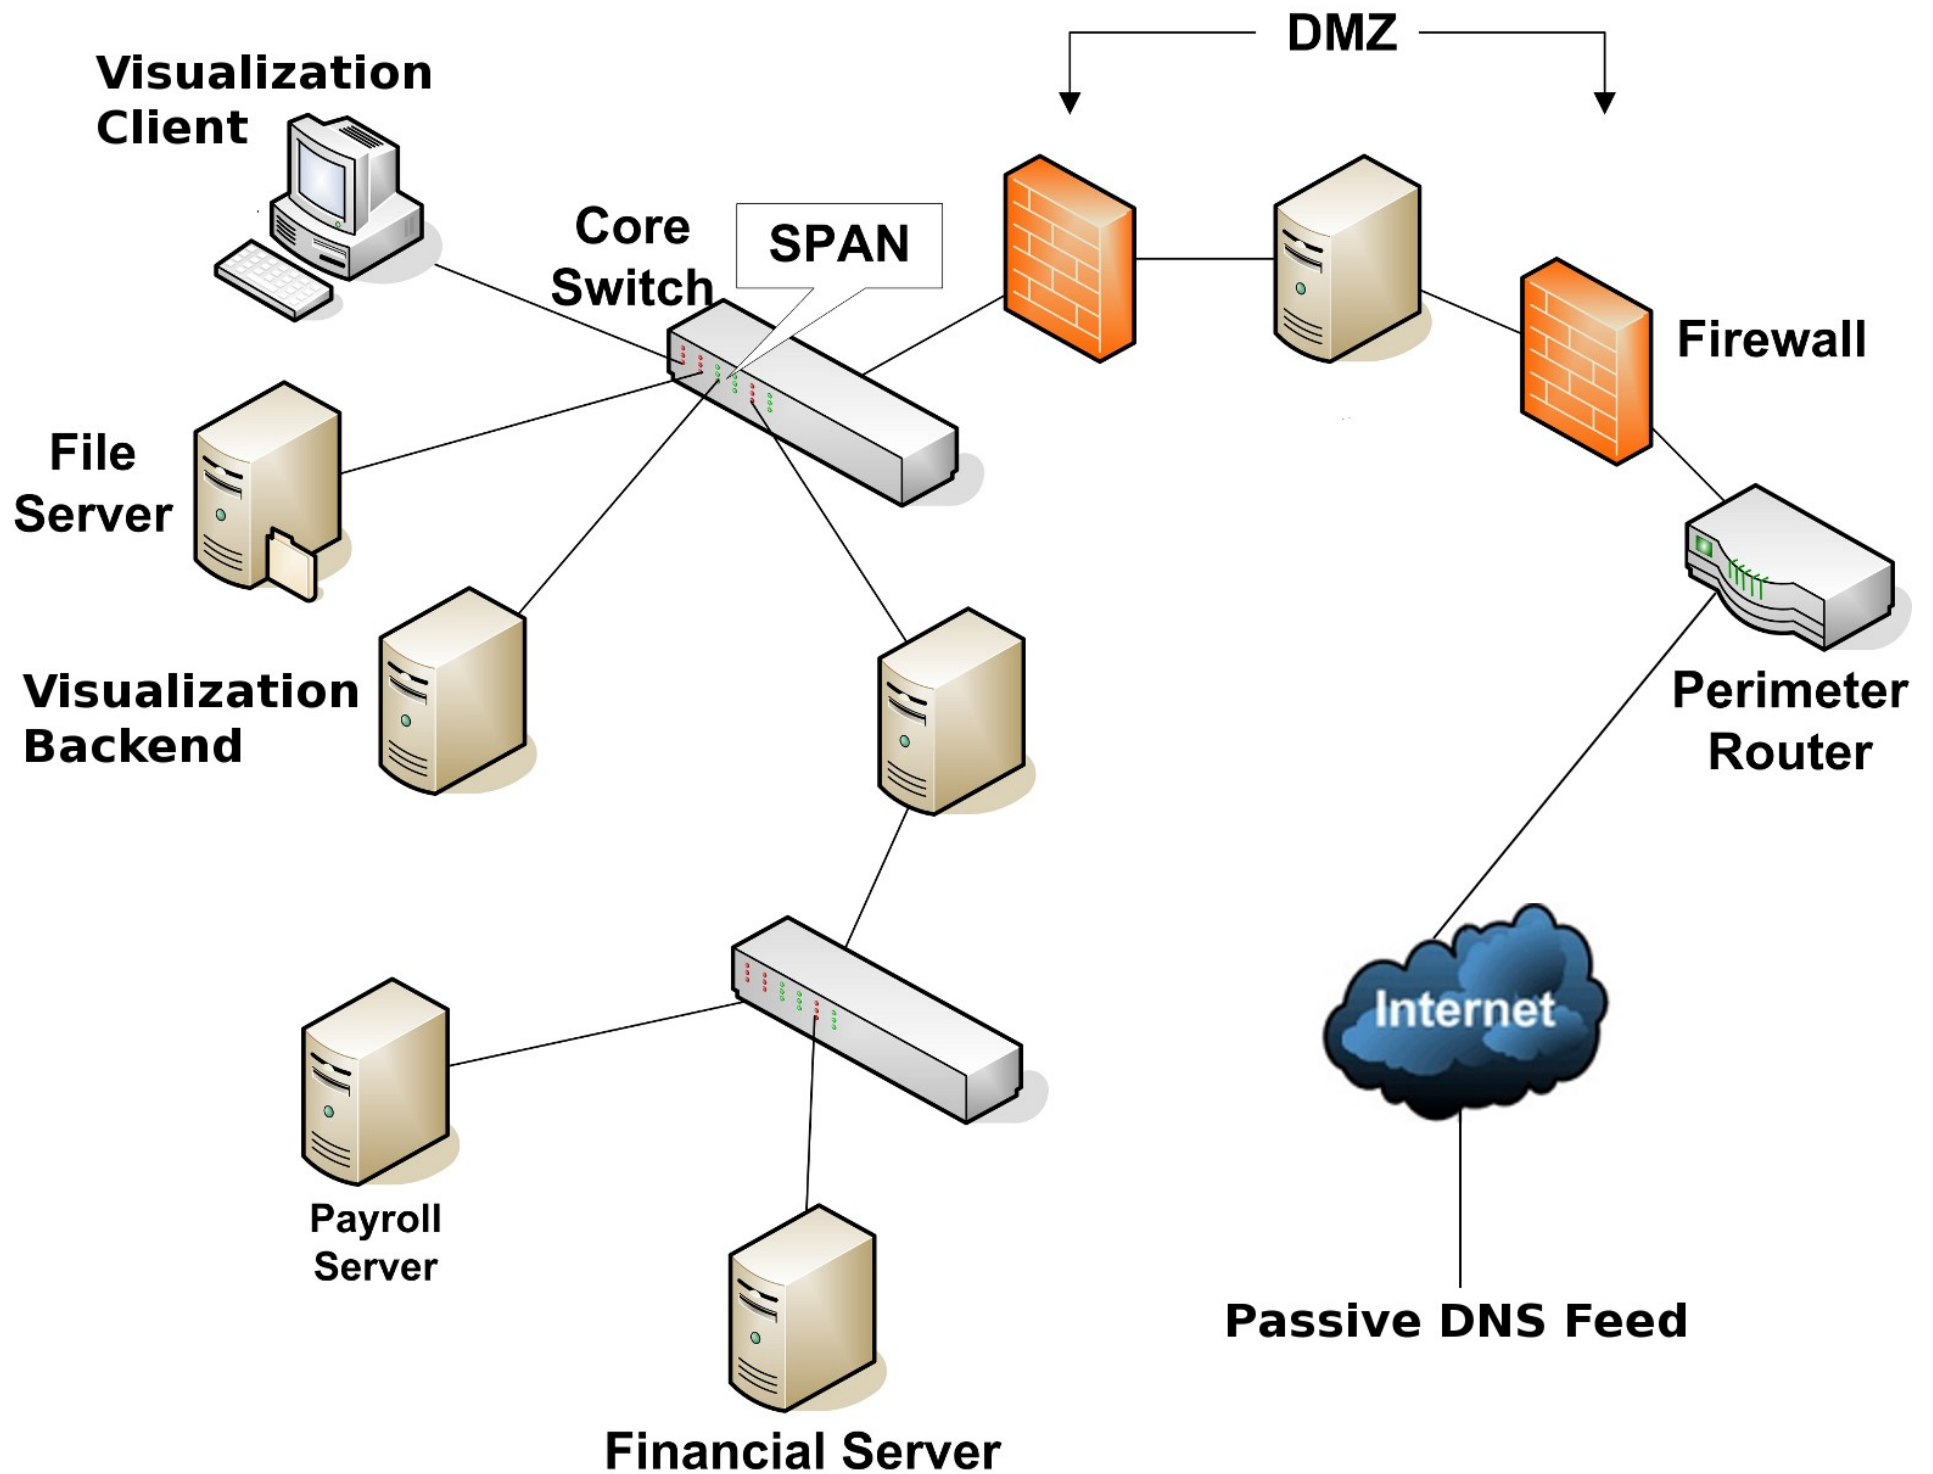 DMZ
Visualization
Client
Core
Switch
SPAN
Firewall
File
Server
Visualization
Backend
Perimeter
Router
Internet
Payroll
Server
Passive DNS Feed
Financial Server